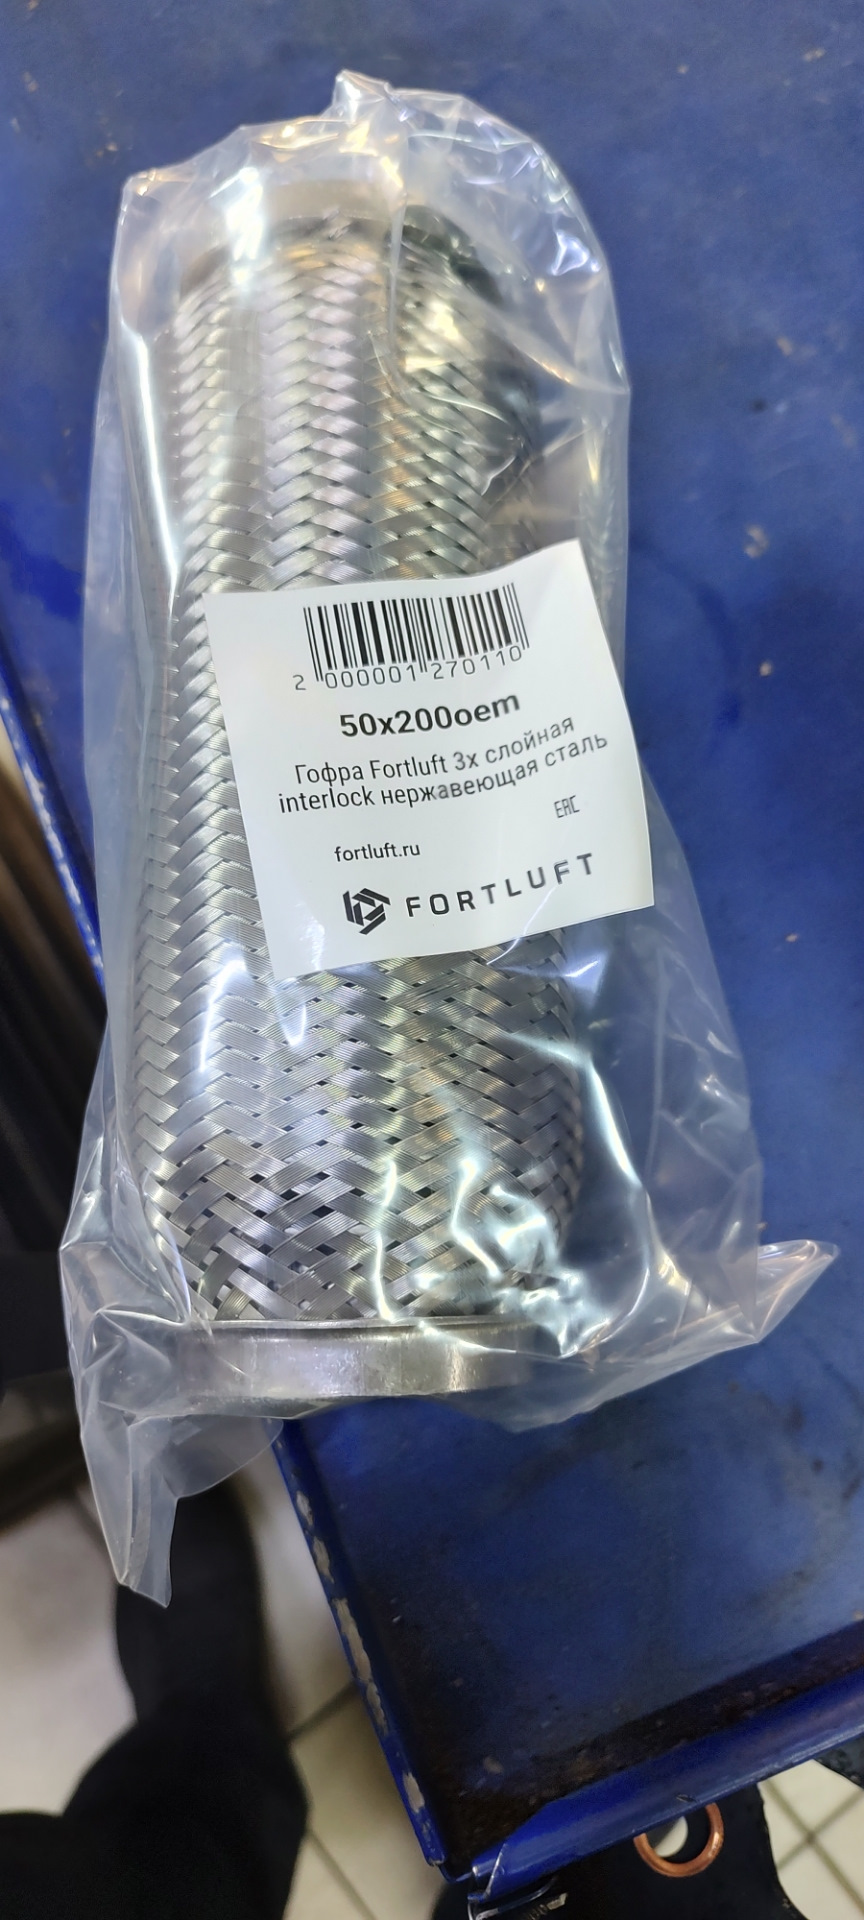 2 000001 270110
50x200oem
Гофра Fortluft 3х слойная
interlock нержавеющая сталь
EAC
fortluft.ru
FORTLUFT